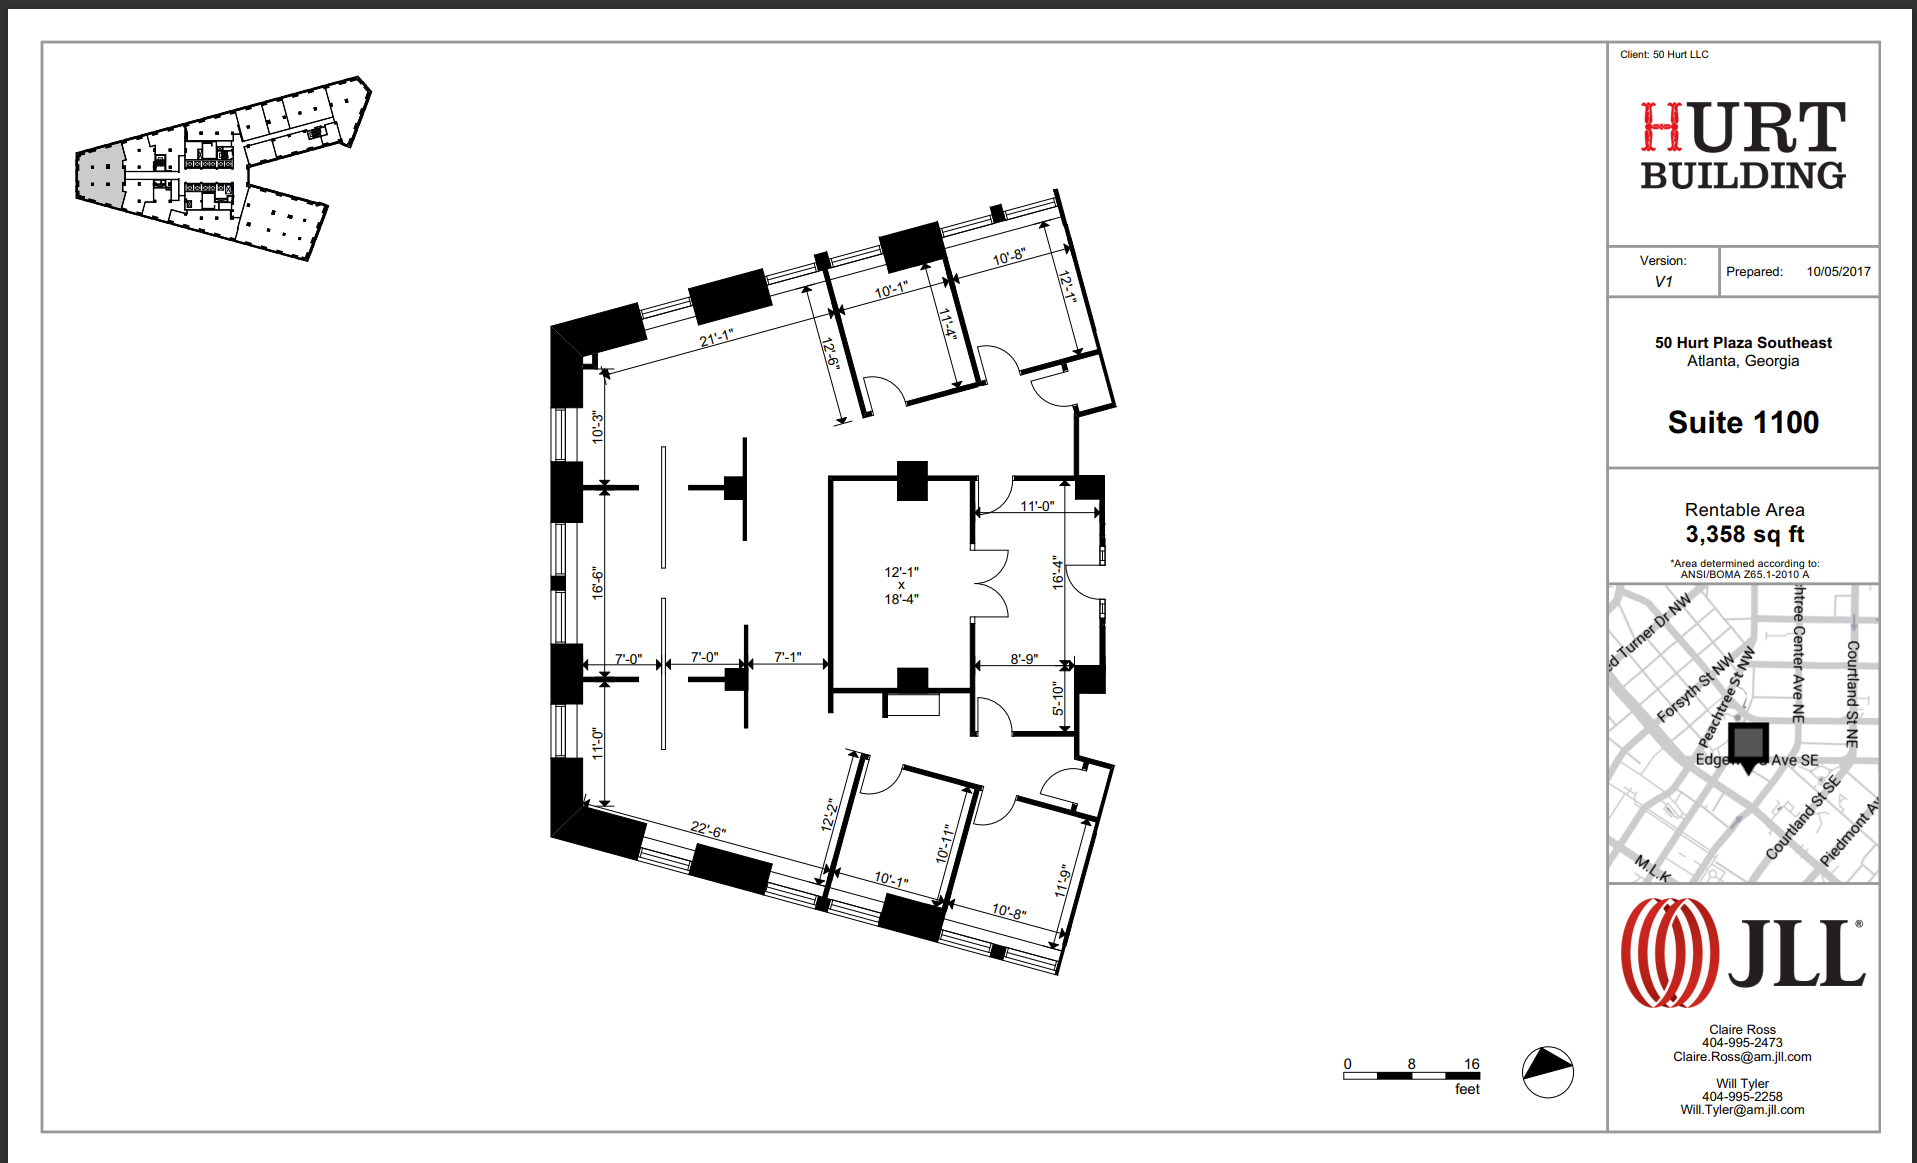 Client: 50 Hurt LLC
HURT
BUILDING
Version:
V1
Prepared: 10/05/2017
50 Hurt Plaza Southeast
Atlanta, Georgia
Suite 1100
Rentable Area
3,358 sq ft
*Area determined according to:
ANSI/BOMA Z65.1-2010 A
ed Turner Dr NW
Forsyth St NW
Peachtree St NW
htree Center Ave NE
Courtland St NE
Ave SE
Courtland St SE
Piedmont Av
M.L.K
JLL®
Claire Ross
404-995-2473
Claire.Ross@am.jll.com
Will Tyler
404-995-2258
Will.Tyler@am.jll.com
10'-8"
12'-1"
10'-1"
11'-4"
21'-1"
12'-6"
10'-3"
11'-0"
12'-1"
x
18'-4"
16'-6"
16'-4"
7'-0"
7'-0"
7'-1"
8'-9"
5'-10"
11'-0"
22'-6"
12'-2"
10'-11"
10'-1"
11'-9"
10'-8"
0 8 16
feet